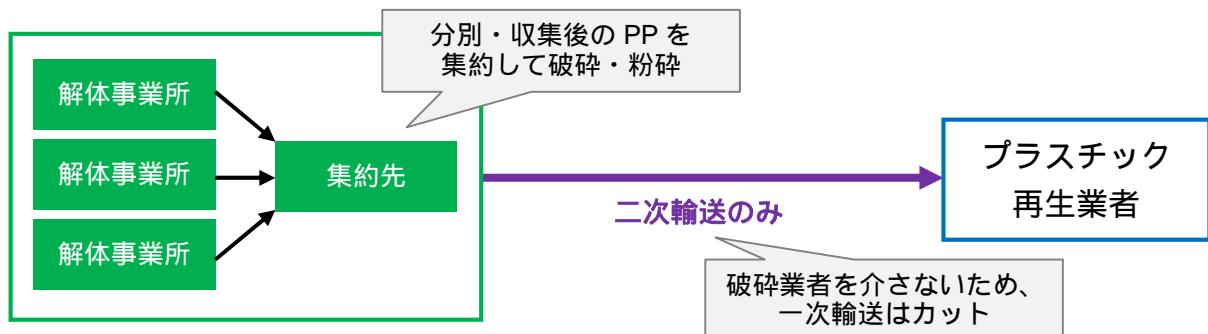 分別・収集後の PP を
集約して破砕・粉砕
解体事業所
解体事業所
解体事業所
集約先
二次輸送のみ
プラスチック
再生業者
破砕業者を介さないため、
一次輸送はカット